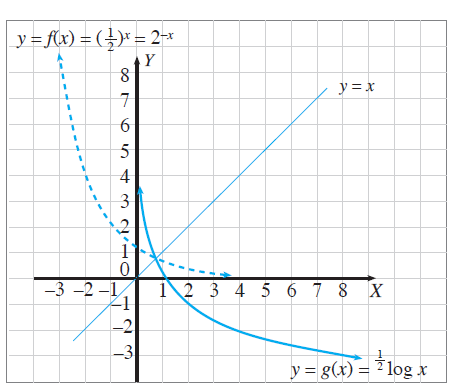 y = f(x) = (½)ˣ = 2⁻ˣ
Y
8
7
6
5
4
3
2
1
0
y = x
–3 –2 –1 1 2 3 4 5 6 7 8 X
–1
–2
–3
y = g(x) = ^½log x